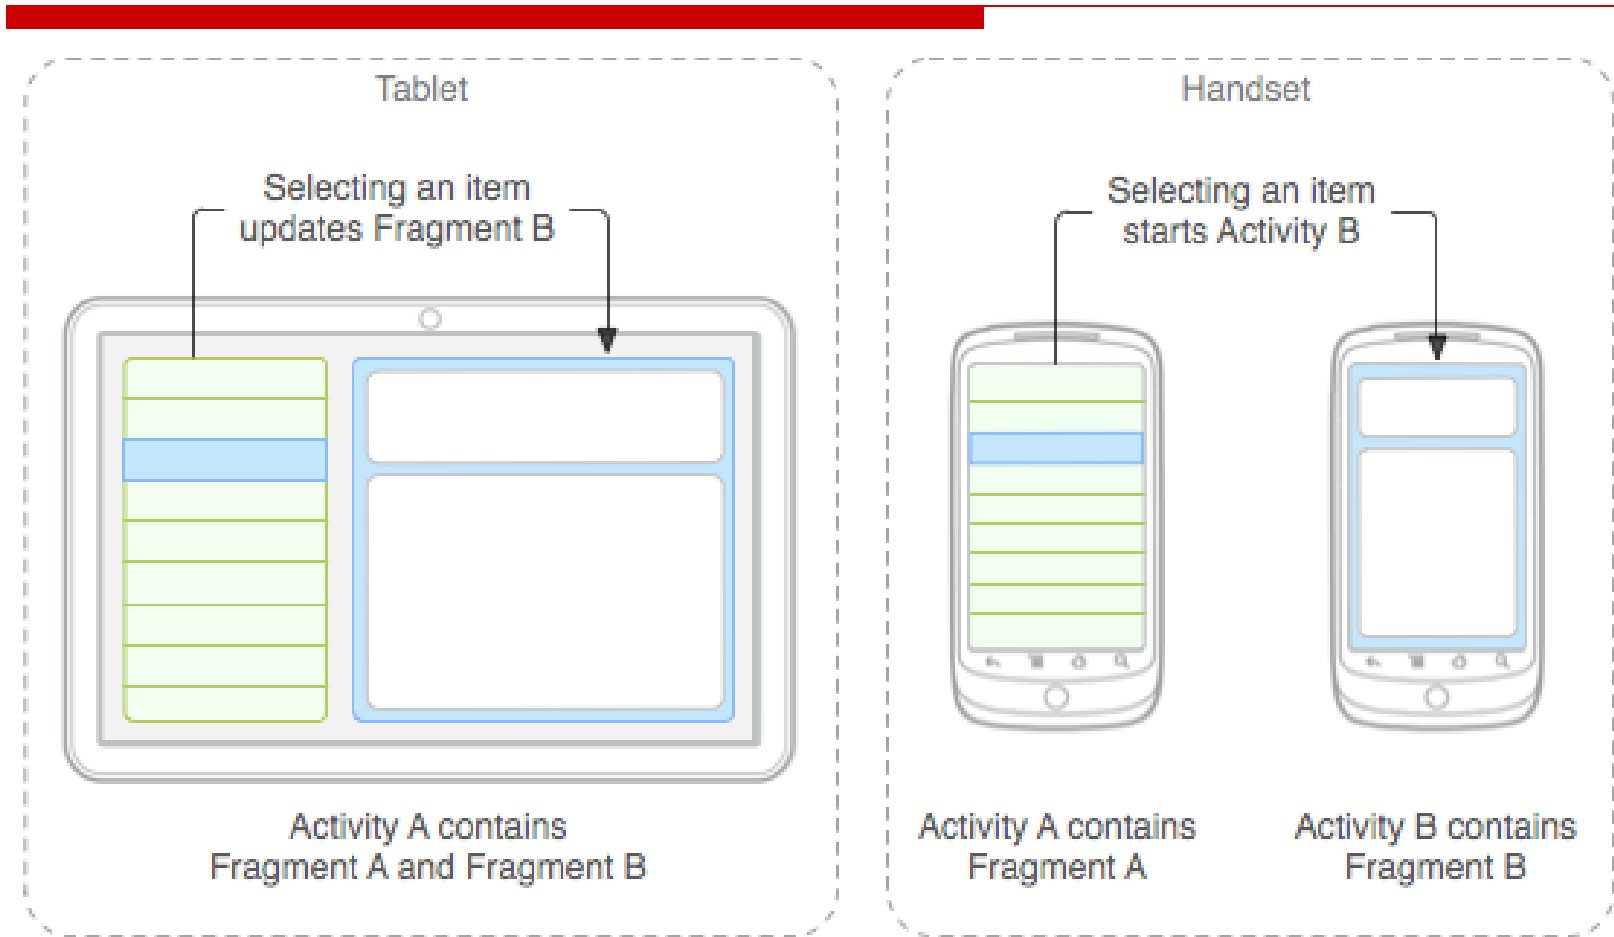 Tablet
Selecting an item
updates Fragment B
Activity A contains
Fragment A and Fragment B
Handset
Selecting an item
starts Activity B
Activity A contains
Fragment A
Activity B contains
Fragment B